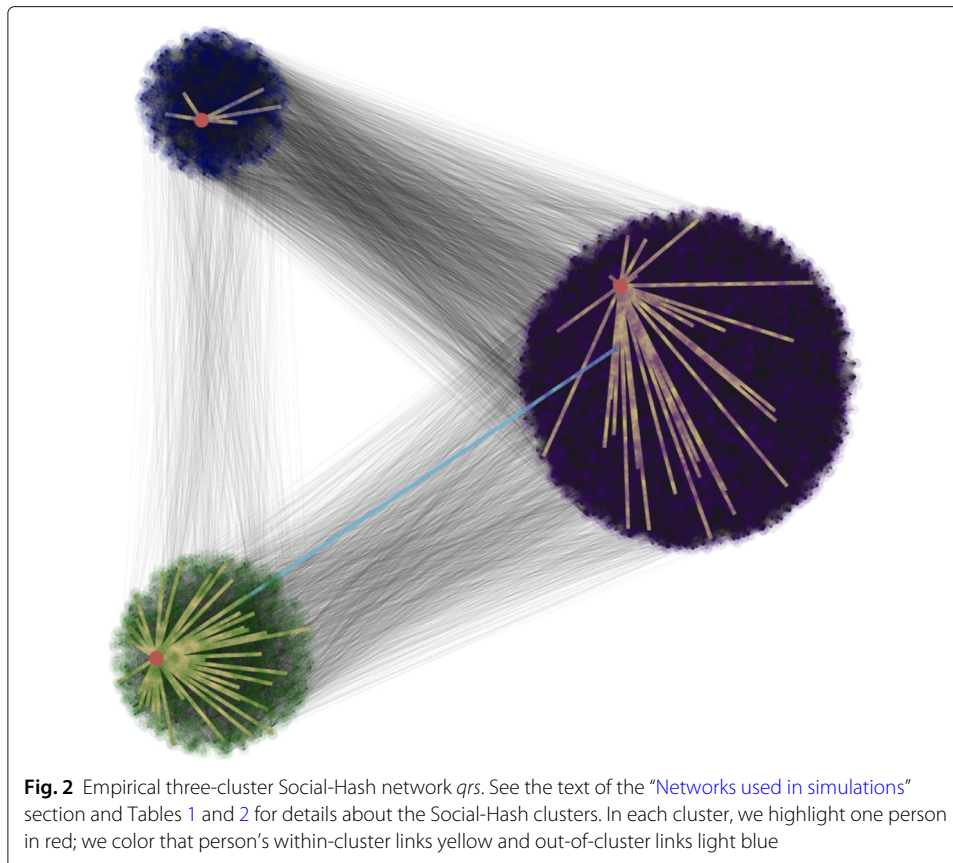 Fig. 2 Empirical three-cluster Social-Hash network qrs. See the text of the “Networks used in simulations”
section and Tables 1 and 2 for details about the Social-Hash clusters. In each cluster, we highlight one person
in red; we color that person’s within-cluster links yellow and out-of-cluster links light blue